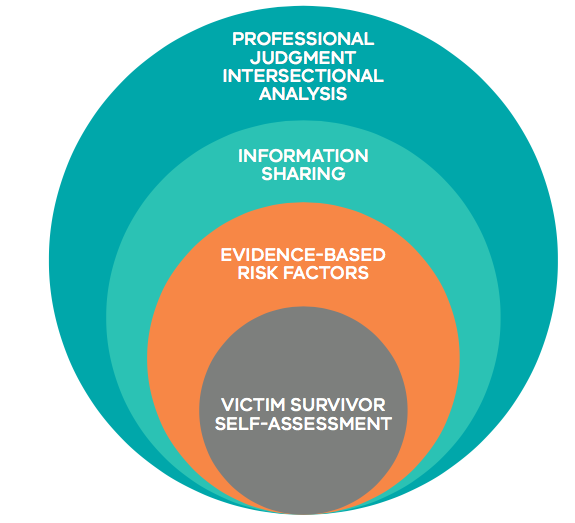 PROFESSIONAL
JUDGMENT
INTERSECTIONAL
ANALYSIS
INFORMATION
SHARING
EVIDENCE-BASED
RISK FACTORS
VICTIM SURVIVOR
SELF-ASSESSMENT